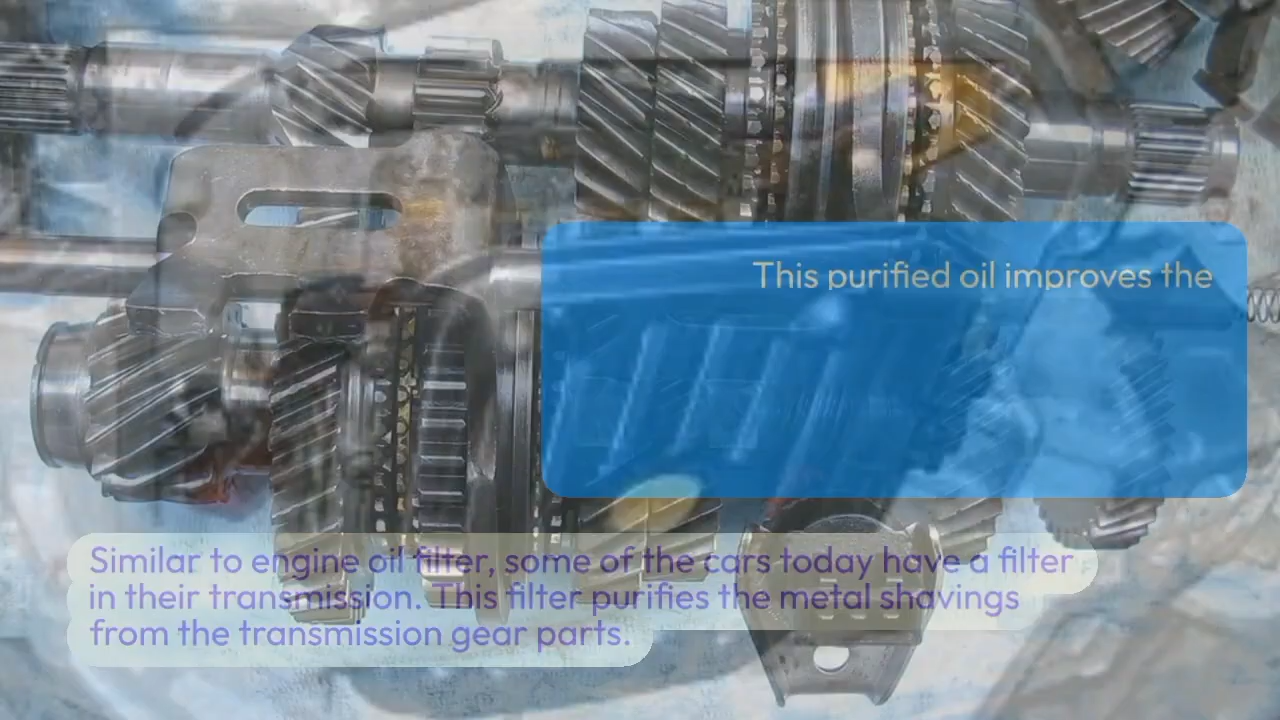 This purified oil improves the
Similar to engine oil filter, some of the cars today have a filter
in their transmission. This filter purifies the metal shavings
from the transmission gear parts.